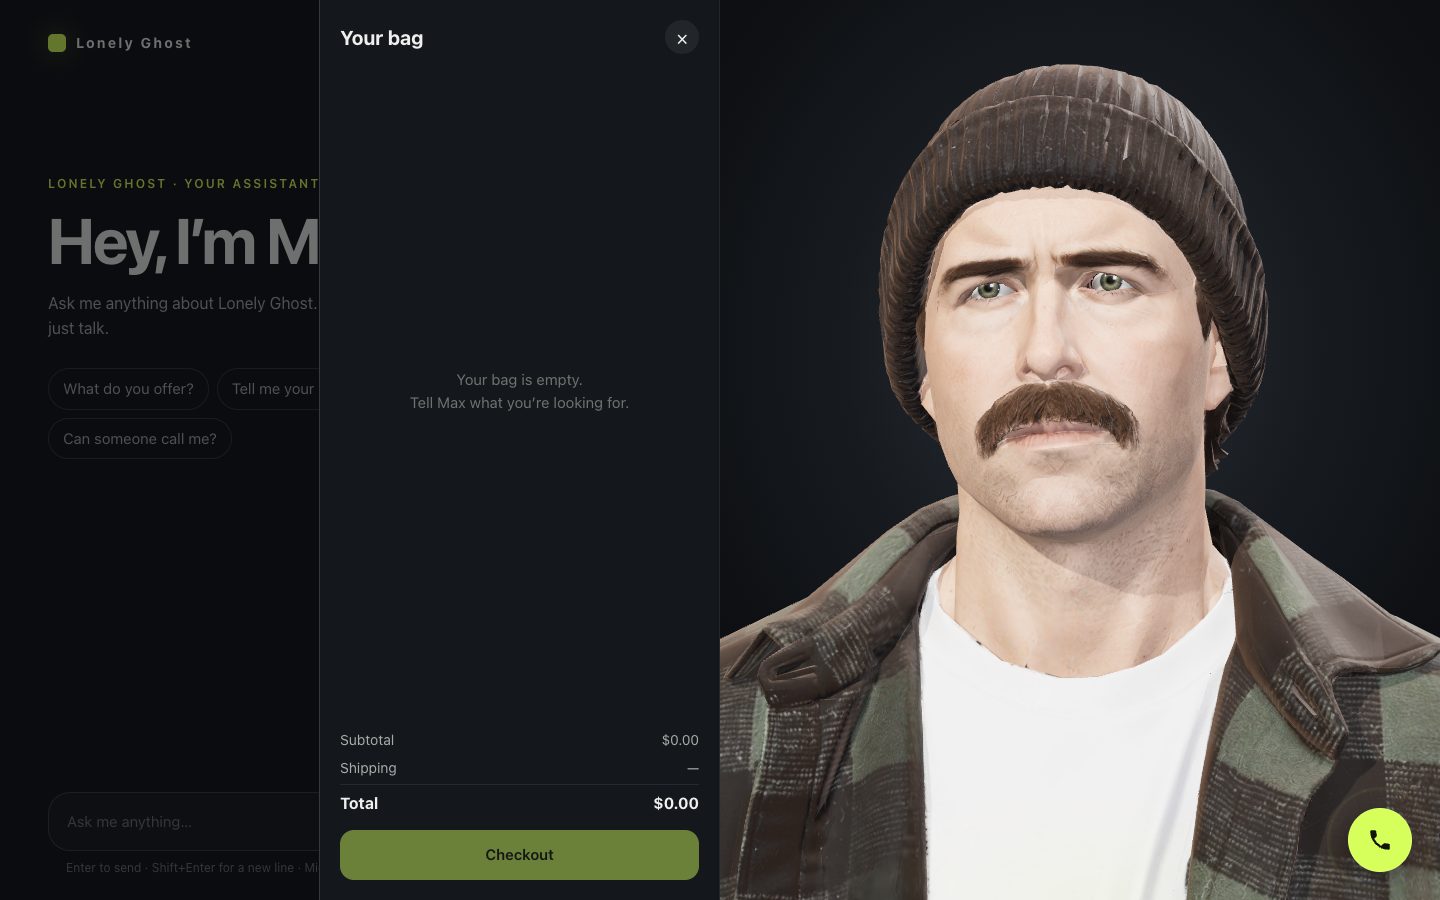 Lonely Ghost
LONELY GHOST · YOUR ASSISTANT
Hey, I'm M
Ask me anything about Lonely Ghost.
just talk.
What do you offer?
Tell me your
Can someone call me?
Ask me anything...
Enter to send · Shift+Enter for a new line · Mi
Your bag
Your bag is empty.
Tell Max what you're looking for.
Subtotal $0.00
Shipping —
Total $0.00
Checkout